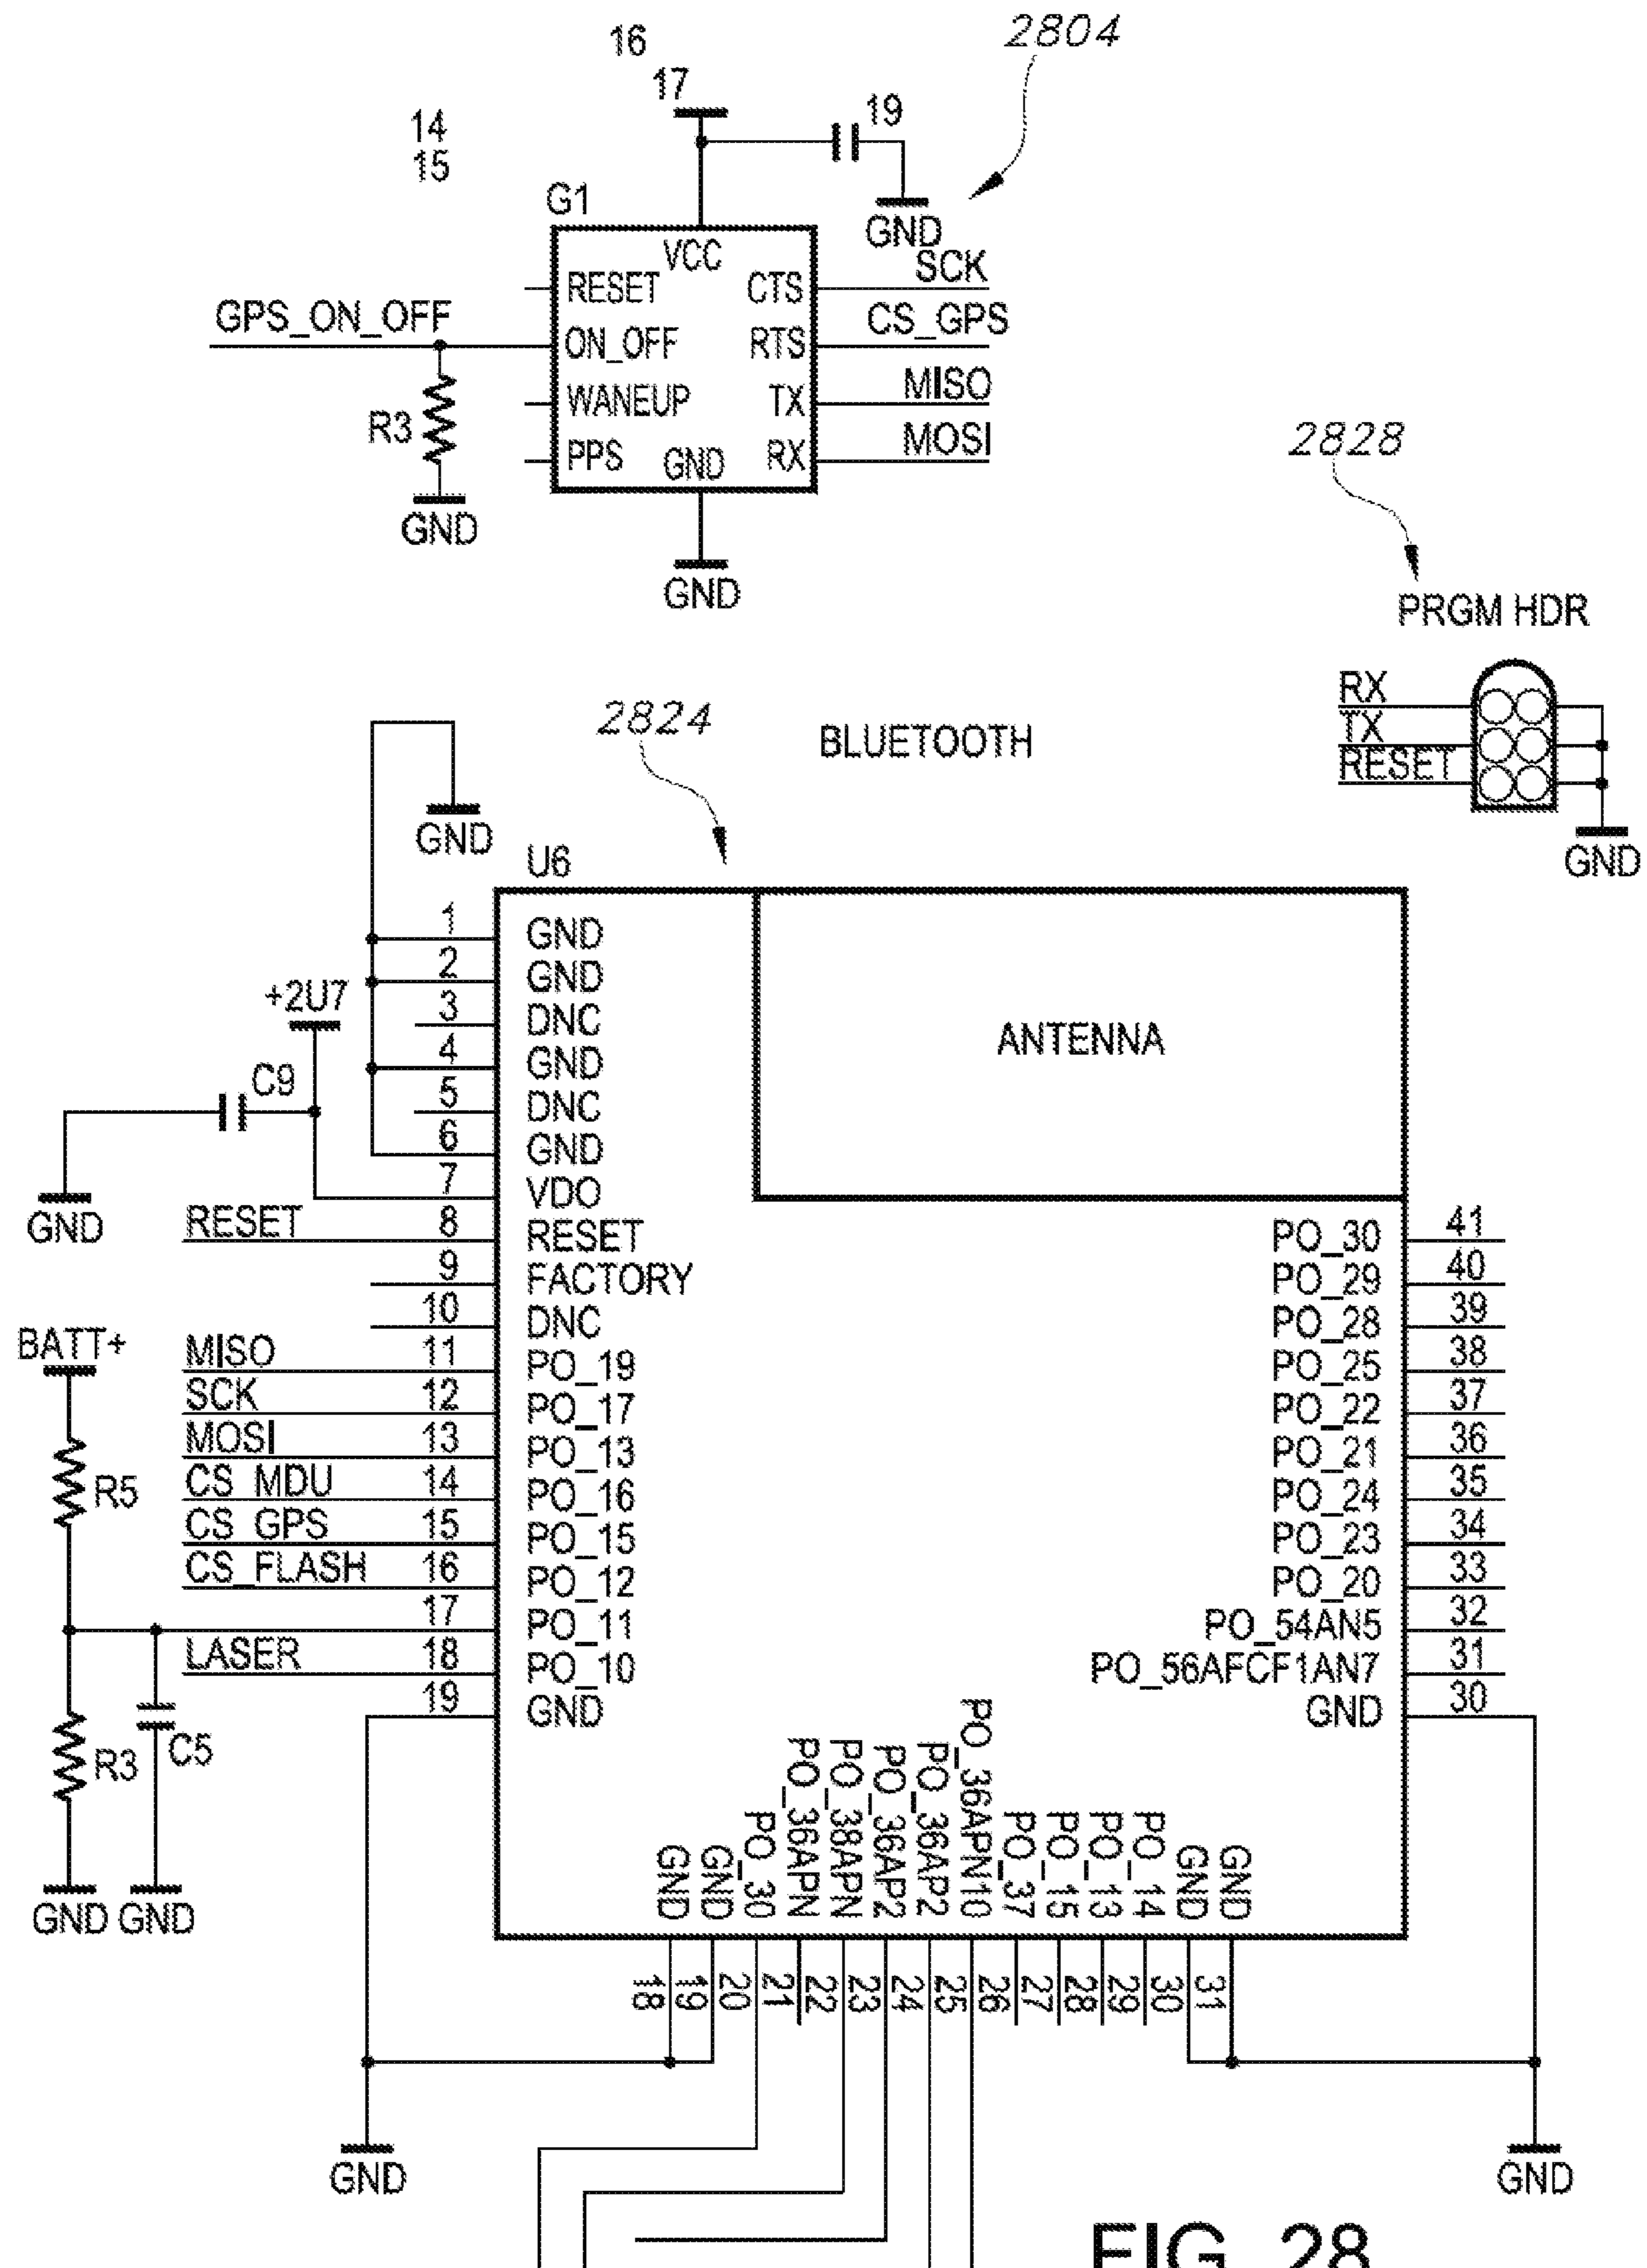 2804
16
17
19
14
15
G1
GND
VCC
RESET
CTS
SCK
GPS_ON_OFF
ON_OFF
RTS
CS_GPS
WANEUP
TX
MISO
R3
PPS
GND
RX
MOSI
GND
GND
2828
PRGM HDR
RX
TX
RESET
GND
2824
BLUETOOTH
GND
U6
ANTENNA
1 GND
2 GND
+2U7
3 DNC
4 GND
C9
5 DNC
6 GND
7 VDO
GND
RESET 8 RESET
9 FACTORY
10 DNC
BATT+
MISO 11 PO_19
SCK 12 PO_17
MOSI 13 PO_13
R5
CS_MDU 14 PO_16
CS_GPS 15 PO_15
CS_FLASH 16 PO_12
17 PO_11
LASER 18 PO_10
19 GND
R3
C5
GND
GND
PO_30 41
PO_29 40
PO_28 39
PO_25 38
PO_22 37
PO_21 36
PO_24 35
PO_23 34
PO_20 33
PO_54AN5 32
PO_56AFCF1AN7 31
GND 30
GND 18
GND 19
PO_30 20
PO_36APN 21
PO_38APN 22
PO_36AP2 23
PO_36AP2 24
PO_36APN10 25
PO_37 26
PO_15 27
PO_13 28
PO_14 29
GND 30
GND 31
GND
GND
FIG. 28